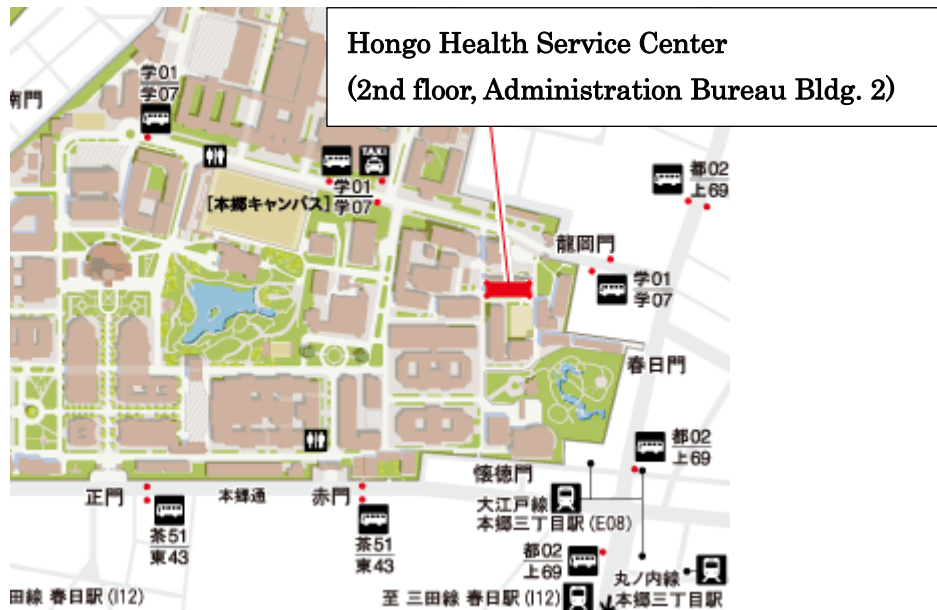 Hongo Health Service Center
(2nd floor, Administration Bureau Bldg. 2)
学01
学07
南門
TAXI
学01
学07
[本郷キャンパス]
都02
上69
龍岡門
学01
学07
春日門
都02
上69
懐徳門
正門
本郷通
赤門
大江戸線
本郷三丁目駅(E08)
茶51
東43
茶51
東43
都02
上69
丸ノ内線
本郷三丁目駅
田線 春日駅(I12)
至 三田線 春日駅(I12)